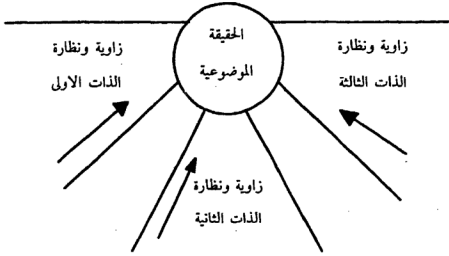 الحقيقة
الموضوعية
زاوية ونظارة
الذات الثالثة
زاوية ونظارة
الذات الاولى
زاوية ونظارة
الذات الثانية